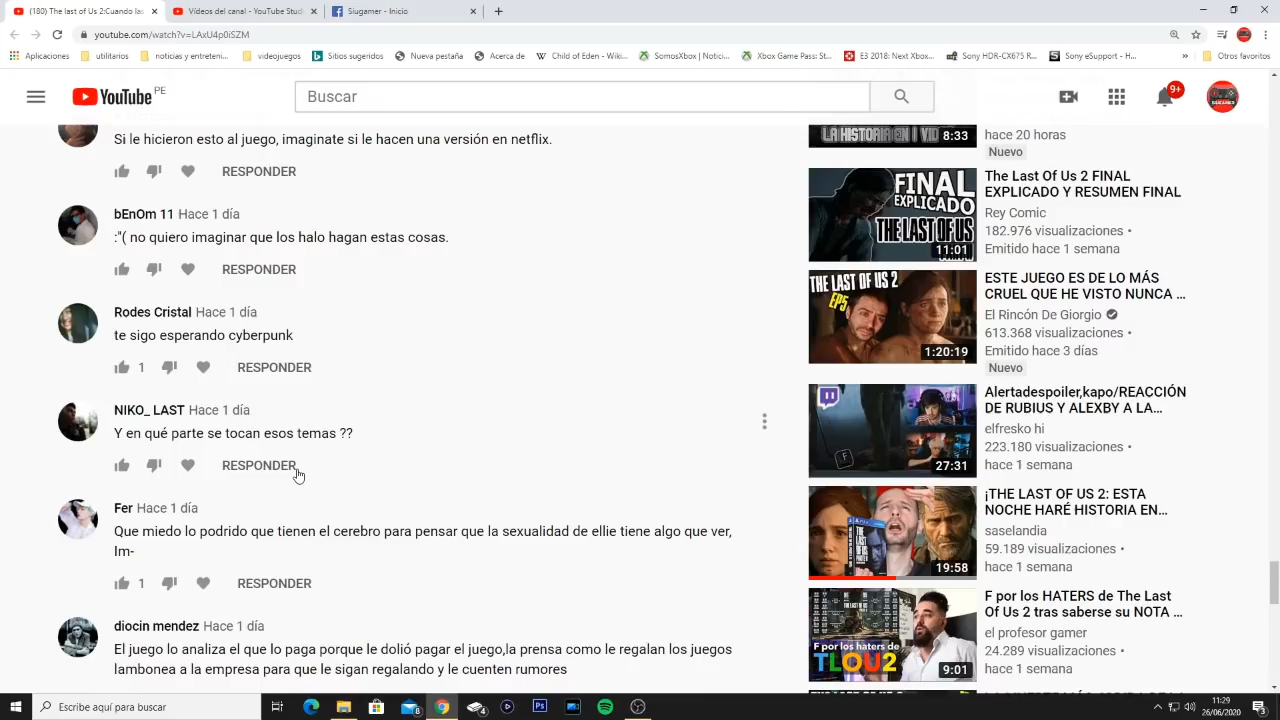 (180) The last of Us 2:Cuando las
Vídeos del canal - YouTube Stud
Siugamer - Inicio
youtube.com/watch?v=LAxU4p0iSZM
Aplicaciones
utilitarios
noticias y entreteni...
videojuegos
Sitios sugeridos
Nueva pestaña
Child of Eden - Wiki...
SomosXbox | Notici...
Xbox Game Pass: St...
E3 2018: Next Xbox...
Sony HDR-CX675 R...
Sony eSupport - H...
Otros favoritos
YouTube PE
Buscar
9+
Si le hicieron esto al juego, imaginate si le hacen una versión en netflix.
RESPONDER
bEnOm 11 Hace 1 día
:"( no quiero imaginar que los halo hagan estas cosas.
RESPONDER
Rodes Cristal Hace 1 día
te sigo esperando cyberpunk
1 RESPONDER
NIKO_ LAST Hace 1 día
Y en qué parte se tocan esos temas ??
RESPONDER
Fer Hace 1 día
Que miedo lo podrido que tienen el cerebro para pensar que la sexualidad de ellie tiene algo que ver,
lm-
1 RESPONDER
Hace 1 día
El juego lo analiza el que lo paga porque le dolió pagar el juego,la prensa como le regalan los juegos
le soba a la empresa para que le sigan regalando y lo queme n rumores
LA HISTORIA EN 1 VID
8:33
hace 20 horas
Nuevo
FINAL
EXPLICADO
THE LAST OF US
11:01
The Last Of Us 2 FINAL
EXPLICADO Y RESUMEN FINAL
Rey Comic
182.976 visualizaciones •
Emitido hace 1 semana
THE LAST OF US 2
EP5
1:20:19
ESTE JUEGO ES DE LO MÁS
CRUEL QUE HE VISTO NUNCA ...
El Rincón De Giorgio
613.368 visualizaciones •
Emitido hace 3 días
Nuevo
F
27:31
Alertadespoiler,kapo/REACCIÓN
DE RUBIUS Y ALEXBY A LA...
elfresko hi
223.180 visualizaciones •
hace 1 semana
19:58
¡THE LAST OF US 2: ESTA
NOCHE HARÉ HISTORIA EN...
saselandia
59.189 visualizaciones •
hace 1 semana
F por los haters de
TLOU2
9:01
F por los HATERS de The Last
Of Us 2 tras saberse su NOTA ...
el profesor gamer
24.289 visualizaciones •
hace 1 semana
Escribe aquí para buscar
11:29
26/06/2020